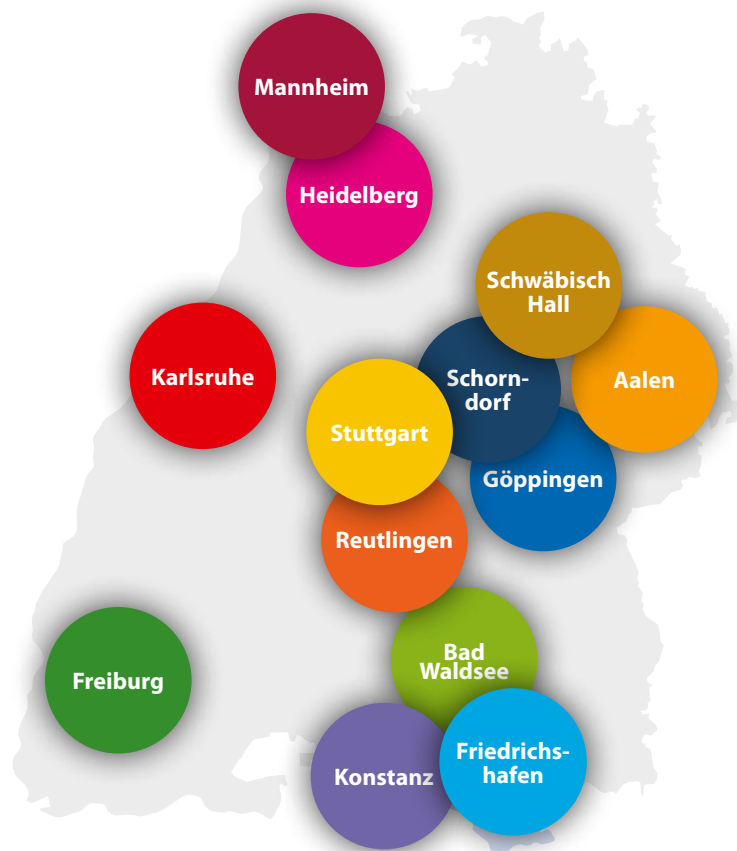 Mannheim
Heidelberg
Schwäbisch
Hall
Karlsruhe
Schorn-
dorf
Aalen
Stuttgart
Göppingen
Reutlingen
Bad
Waldsee
Freiburg
Friedrichs-
hafen
Konstanz